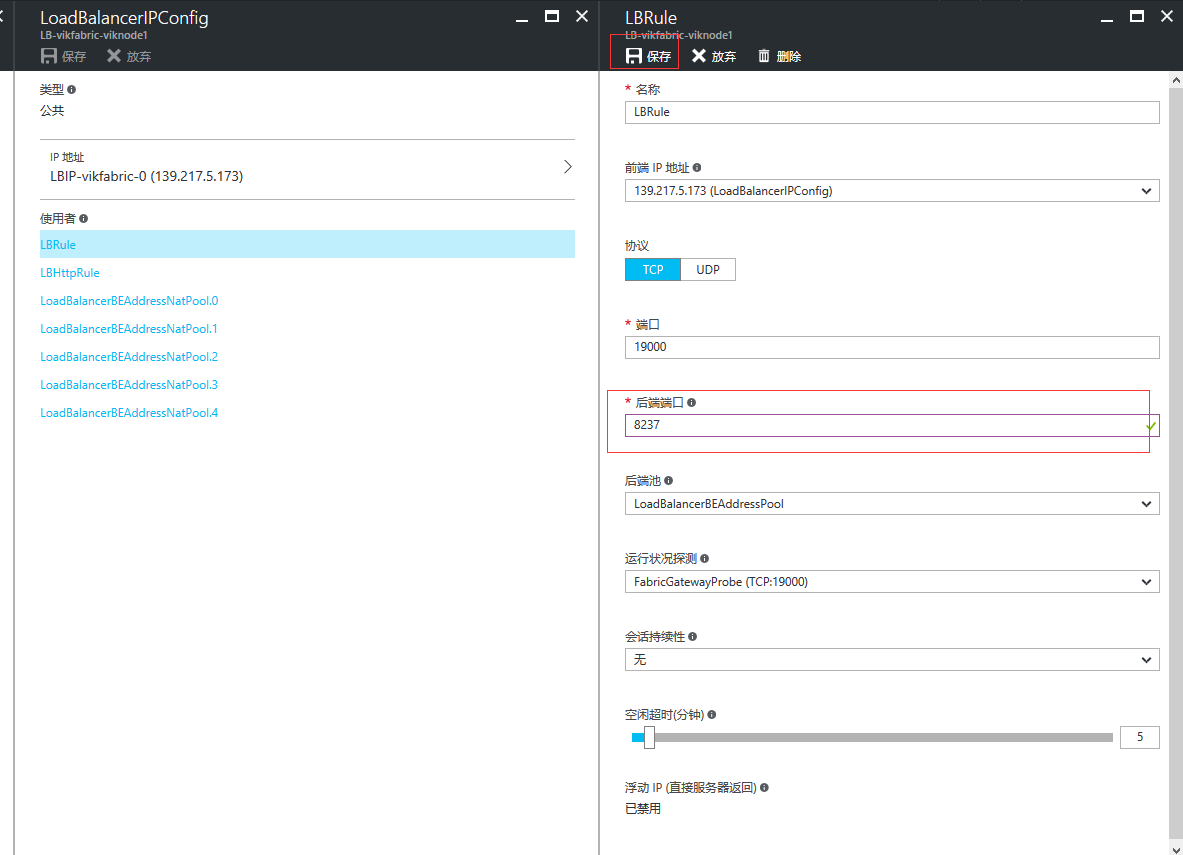 LoadBalancerIPConfig
LB-vikfabric-viknode1
保存 放弃
类型
公共
IP 地址
LBIP-vikfabric-0 (139.217.5.173)
使用者
LBRule
LBHttpRule
LoadBalancerBEAddressNatPool.0
LoadBalancerBEAddressNatPool.1
LoadBalancerBEAddressNatPool.2
LoadBalancerBEAddressNatPool.3
LoadBalancerBEAddressNatPool.4
LBRule
LB-vikfabric-viknode1
保存 放弃 删除
* 名称
LBRule
前端 IP 地址
139.217.5.173 (LoadBalancerIPConfig)
协议
TCP UDP
* 端口
19000
* 后端端口
8237
后端池
LoadBalancerBEAddressPool
运行状况探测
FabricGatewayProbe (TCP:19000)
会话持续性
无
空闲超时(分钟)
5
浮动 IP (直接服务器返回)
已禁用